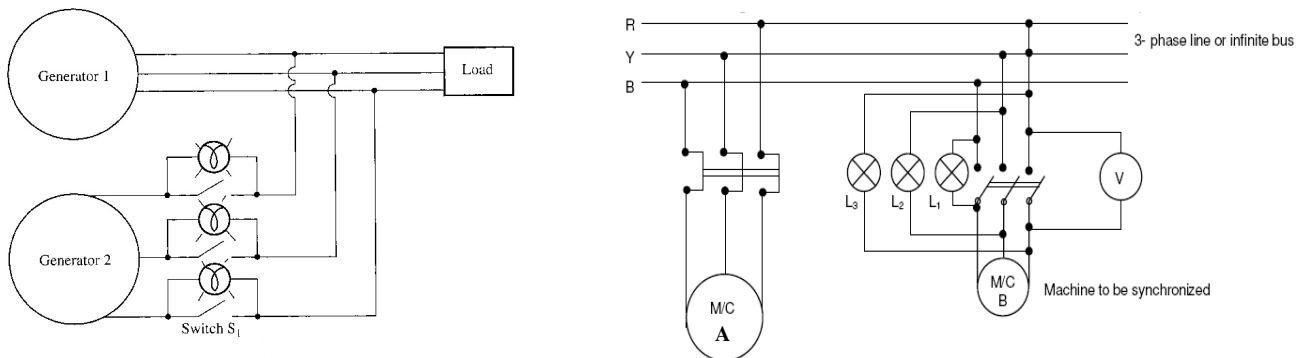 Generator 1
Load
Generator 2
Switch S₁
R
Y
B
3- phase line or infinite bus
L₃
L₂
L₁
V
M/C
A
M/C
B
Machine to be synchronized